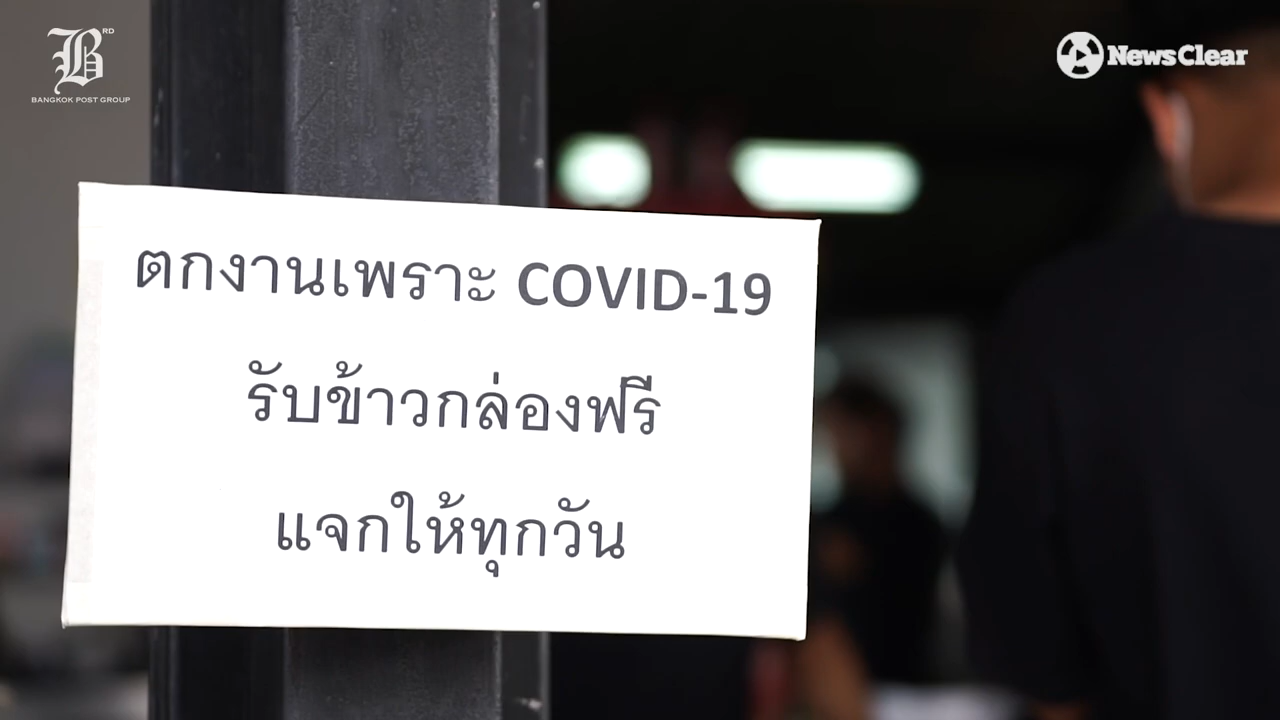 B RD
BANGKOK POST GROUP
NewsClear
ตกงานเพราะ COVID-19
รับข้าวกล่องฟรี
แจกให้ทุกวัน